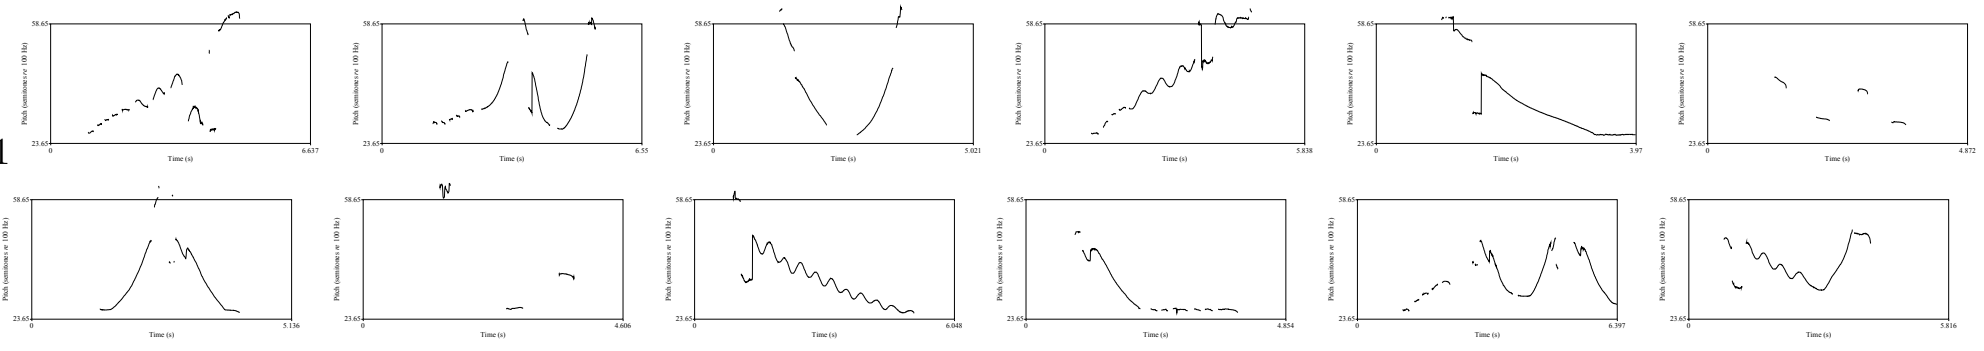 58.65 58.65 58.65 58.65 58.65 58.65
Pitch (semitones re 100 Hz) Pitch (semitones re 100 Hz) Pitch (semitones re 100 Hz) Pitch (semitones re 100 Hz) Pitch (semitones re 100 Hz) Pitch (semitones re 100 Hz)
23.65 23.65 23.65 23.65 23.65 23.65
0 6.637 0 6.55 0 5.021 0 5.838 0 3.97 0 4.872
Time (s) Time (s) Time (s) Time (s) Time (s) Time (s)
58.65 58.65 58.65 58.65 58.65 58.65
Pitch (semitones re 100 Hz) Pitch (semitones re 100 Hz) Pitch (semitones re 100 Hz) Pitch (semitones re 100 Hz) Pitch (semitones re 100 Hz) Pitch (semitones re 100 Hz)
23.65 23.65 23.65 23.65 23.65 23.65
0 5.136 0 4.606 0 6.048 0 4.854 0 6.397 0 5.816
Time (s) Time (s) Time (s) Time (s) Time (s) Time (s)